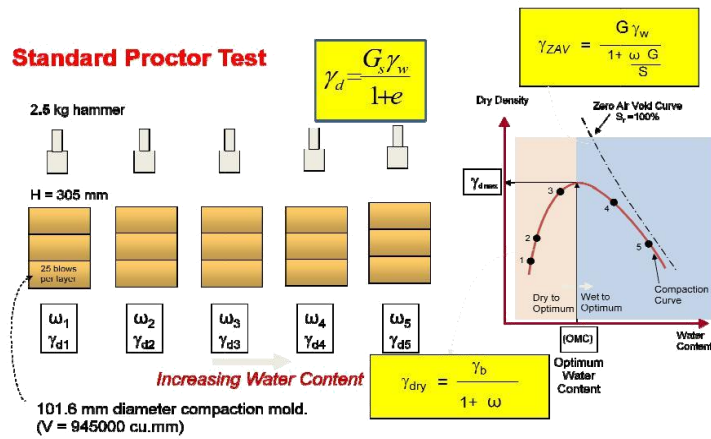 Standard Proctor Test
γd = Gsγw / 1+e
γZAV = G γw / 1+ ω G / S
2.5 kg hammer
H = 305 mm
25 blows
per layer
ω1 ω2 ω3 ω4 ω5
γd1 γd2 γd3 γd4 γd5
Increasing Water Content
101.6 mm diameter compaction mold.
(V = 945000 cu.mm)
γdry = γb / 1+ ω
Dry Density
Zero Air Void Curve
Sr =100%
γd max
3
4
2
5
1
Dry to
Optimum
Wet to
Optimum
Compaction
Curve
Water
Content
(OMC)
Optimum
Water
Content